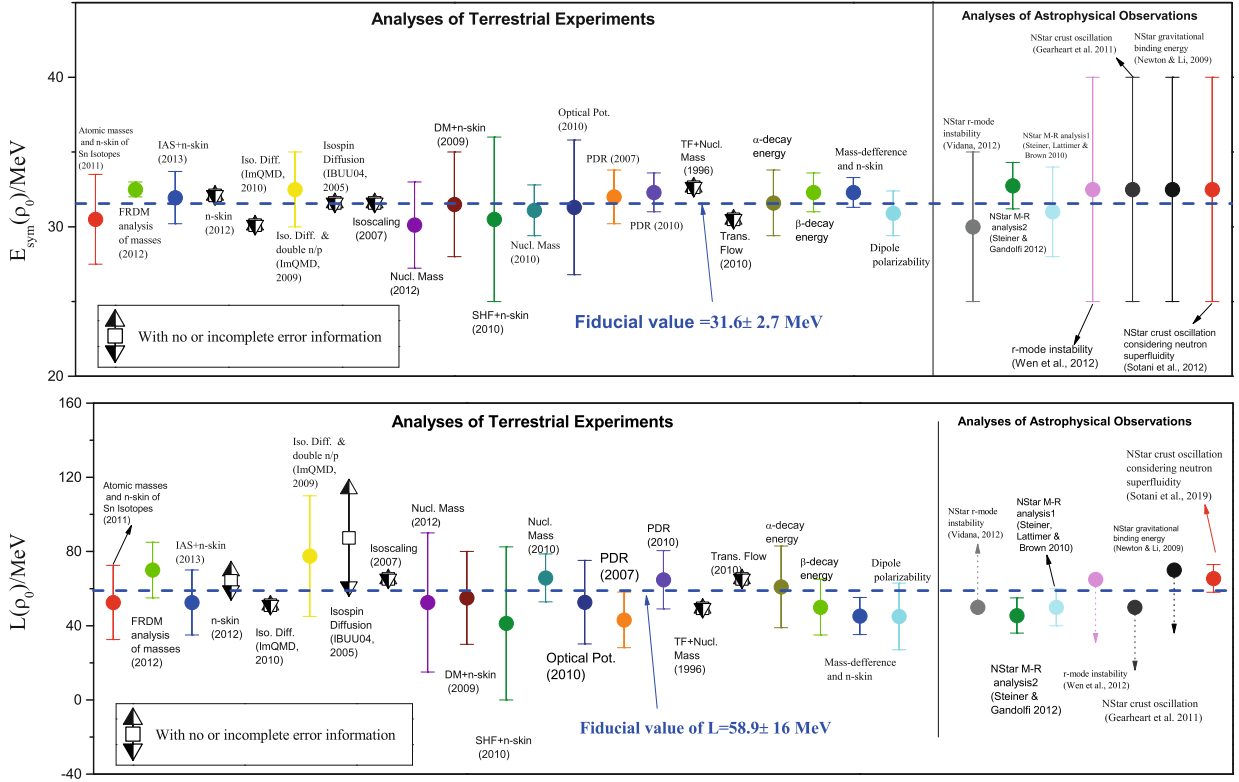 Analyses of Terrestrial Experiments
Analyses of Astrophysical Observations
E_sym(ρ₀)/MeV
40
30
20
Atomic masses
and n-skin of
Sn Isotopes
(2011)
FRDM
analysis
of masses
(2012)
IAS+n-skin
(2013)
n-skin
(2012)
Iso. Diff.
(ImQMD,
2010)
Iso. Diff.
& double n/p
(ImQMD,
2009)
Isospin
Diffusion
(IBUU04,
2005)
Isoscaling
(2007)
Nucl. Mass
(2012)
DM+n-skin
(2009)
SHF+n-skin
(2010)
Nucl. Mass
(2010)
Optical Pot.
(2010)
PDR (2007)
PDR (2010)
TF+Nucl.
Mass
(1996)
Trans.
Flow
(2010)
α-decay
energy
β-decay
energy
Mass-defference
and n-skin
Dipole
polarizability
NStar r-mode
instability
(Vidana, 2012)
NStar M-R
analysis2
(Steiner &
Gandolfi 2012)
NStar M-R analysis1
(Steiner, Lattimer &
Brown 2010)
NStar crust oscillation
(Gearheart et al. 2011)
NStar gravitational
binding energy
(Newton & Li, 2009)
r-mode instability
(Wen et al., 2012)
NStar crust oscillation
considering neutron
superfluidity
(Sotani et al., 2012)
With no or incomplete error information
Fiducial value =31.6± 2.7 MeV
Analyses of Terrestrial Experiments
Analyses of Astrophysical Observations
L(ρ₀)/MeV
160
120
80
40
0
-40
Atomic masses
and n-skin of
Sn Isotopes
(2011)
FRDM
analysis
of masses
(2012)
IAS+n-skin
(2013)
n-skin
(2012)
Iso. Diff.
(ImQMD,
2010)
Iso. Diff. &
double n/p
(ImQMD,
2009)
Isospin
Diffusion
(IBUU04,
2005)
Isoscaling
(2007)
Nucl. Mass
(2012)
DM+n-skin
(2009)
SHF+n-skin
(2010)
Nucl.
Mass
(2010)
Optical Pot.
(2010)
PDR
(2007)
PDR
(2010)
TF+Nucl.
Mass
(1996)
Trans. Flow
(2010)
α-decay
energy
β-decay
energy
Mass-defference
and n-skin
Dipole
polarizability
NStar r-mode
instability
(Vidana, 2012)
NStar M-R
analysis2
(Steiner &
Gandolfi 2012)
NStar M-R
analysis1
(Steiner,
Lattimer &
Brown 2010)
r-mode instability
(Wen et al., 2012)
NStar crust oscillation
(Gearheart et al. 2011)
NStar gravitational
binding energy
(Newton & Li, 2009)
NStar crust oscillation
considering neutron
superfluidity
(Sotani et al., 2019)
With no or incomplete error information
Fiducial value of L=58.9± 16 MeV